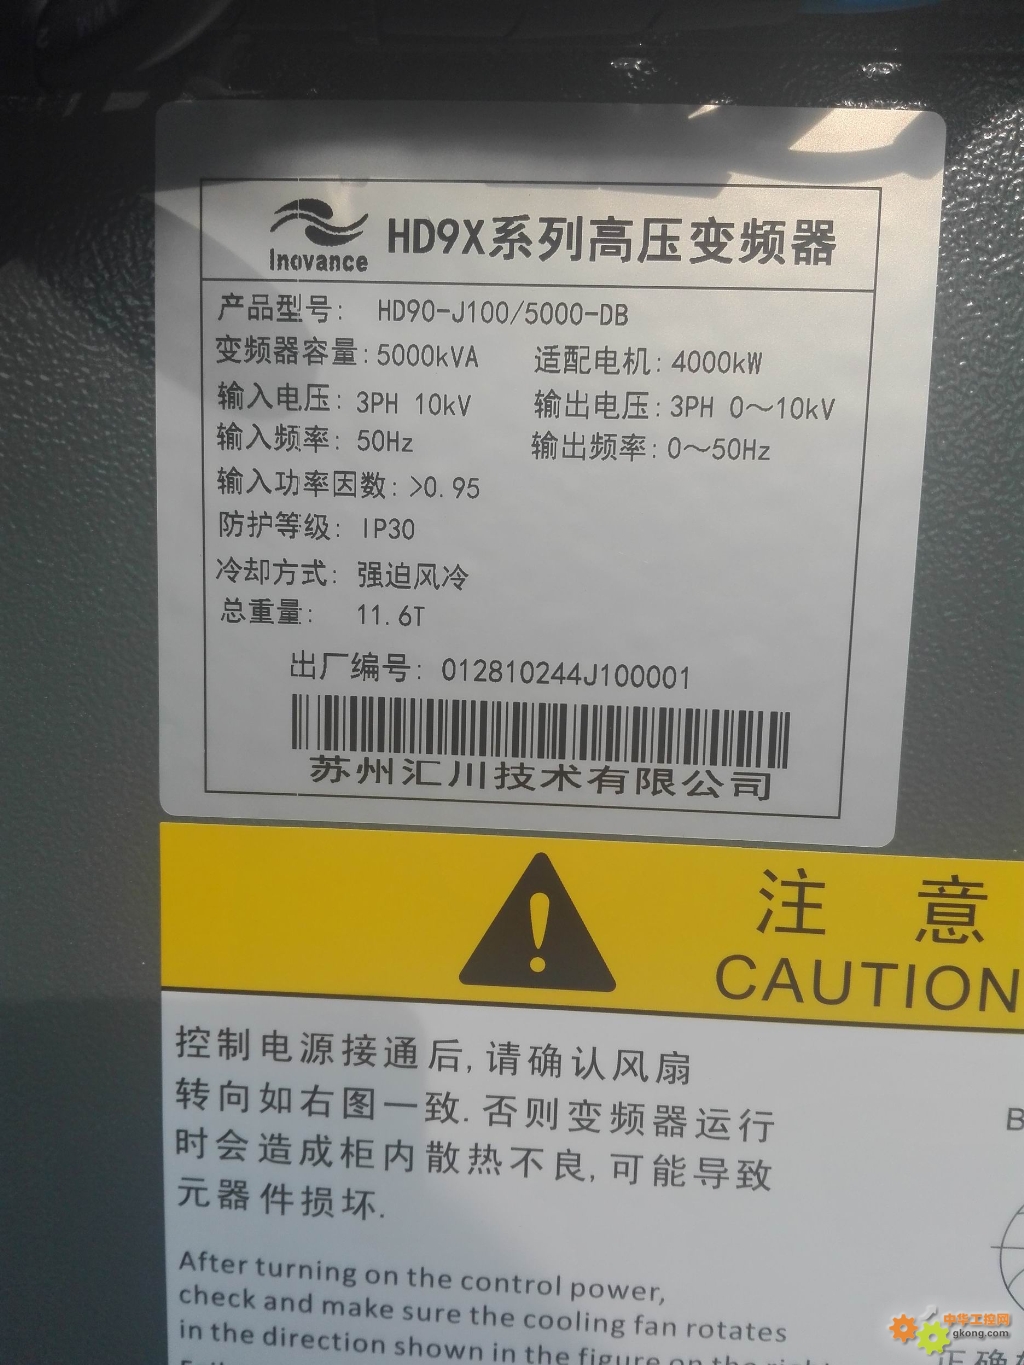 Inovance HD9X系列高压变频器
产品型号: HD90-J100/5000-DB
变频器容量:5000kVA 适配电机:4000kW
输入电压: 3PH 10kV 输出电压:3PH 0～10kV
输入频率: 50Hz 输出频率:0～50Hz
输入功率因数:>0.95
防护等级: IP30
冷却方式: 强迫风冷
总重量: 11.6T
出厂编号: 012810244J100001
苏州汇川技术有限公司
注 意
CAUTION
控制电源接通后,请确认风扇
转向如右图一致.否则变频器运行
时会造成柜内散热不良,可能导致
元器件损坏.
B
After turning on the control power,
check and make sure the cooling fan rotates
in the direction shown in the figure on the right
中华工控网
gkong.com
正确